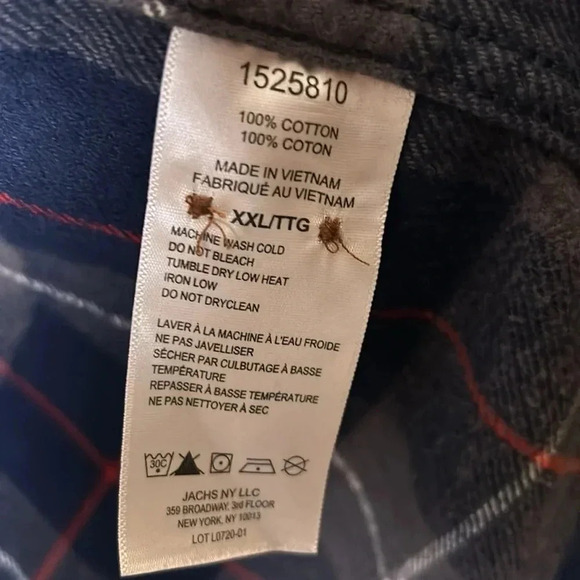 1525810
100% COTTON
100% COTON
MADE IN VIETNAM
FABRIQUÉ AU VIETNAM
XXL/TTG
MACHINE WASH COLD
DO NOT BLEACH
TUMBLE DRY LOW HEAT
IRON LOW
DO NOT DRYCLEAN
LAVER À LA MACHINE À L'EAU FROIDE
NE PAS JAVELLISER
SÉCHER PAR CULBUTAGE À BASSE
TEMPÉRATURE
REPASSER À BASSE TEMPÉRATURE
NE PAS NETTOYER À SEC
30C
JACHS NY LLC
359 BROADWAY, 3rd FLOOR
NEW YORK, NY 10013
LOT L0720-01